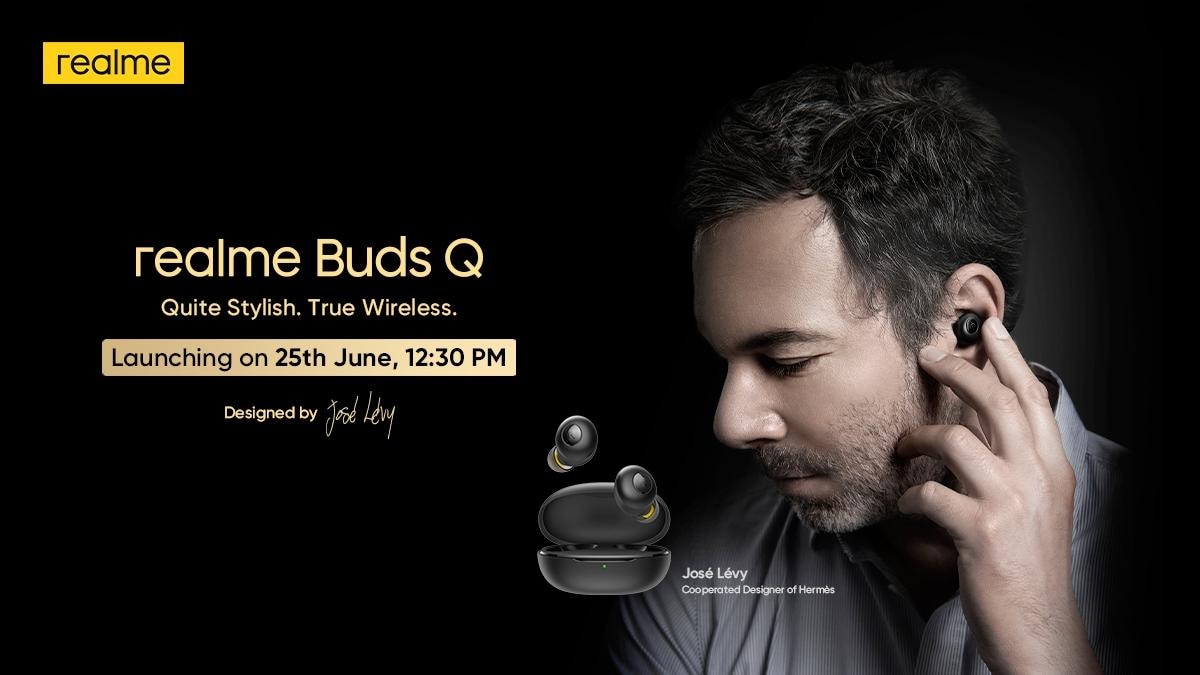 realme
realme Buds Q
Quite Stylish. True Wireless.
Launching on 25th June, 12:30 PM
Designed by José Lévy
José Lévy
Cooperated Designer of Hermès